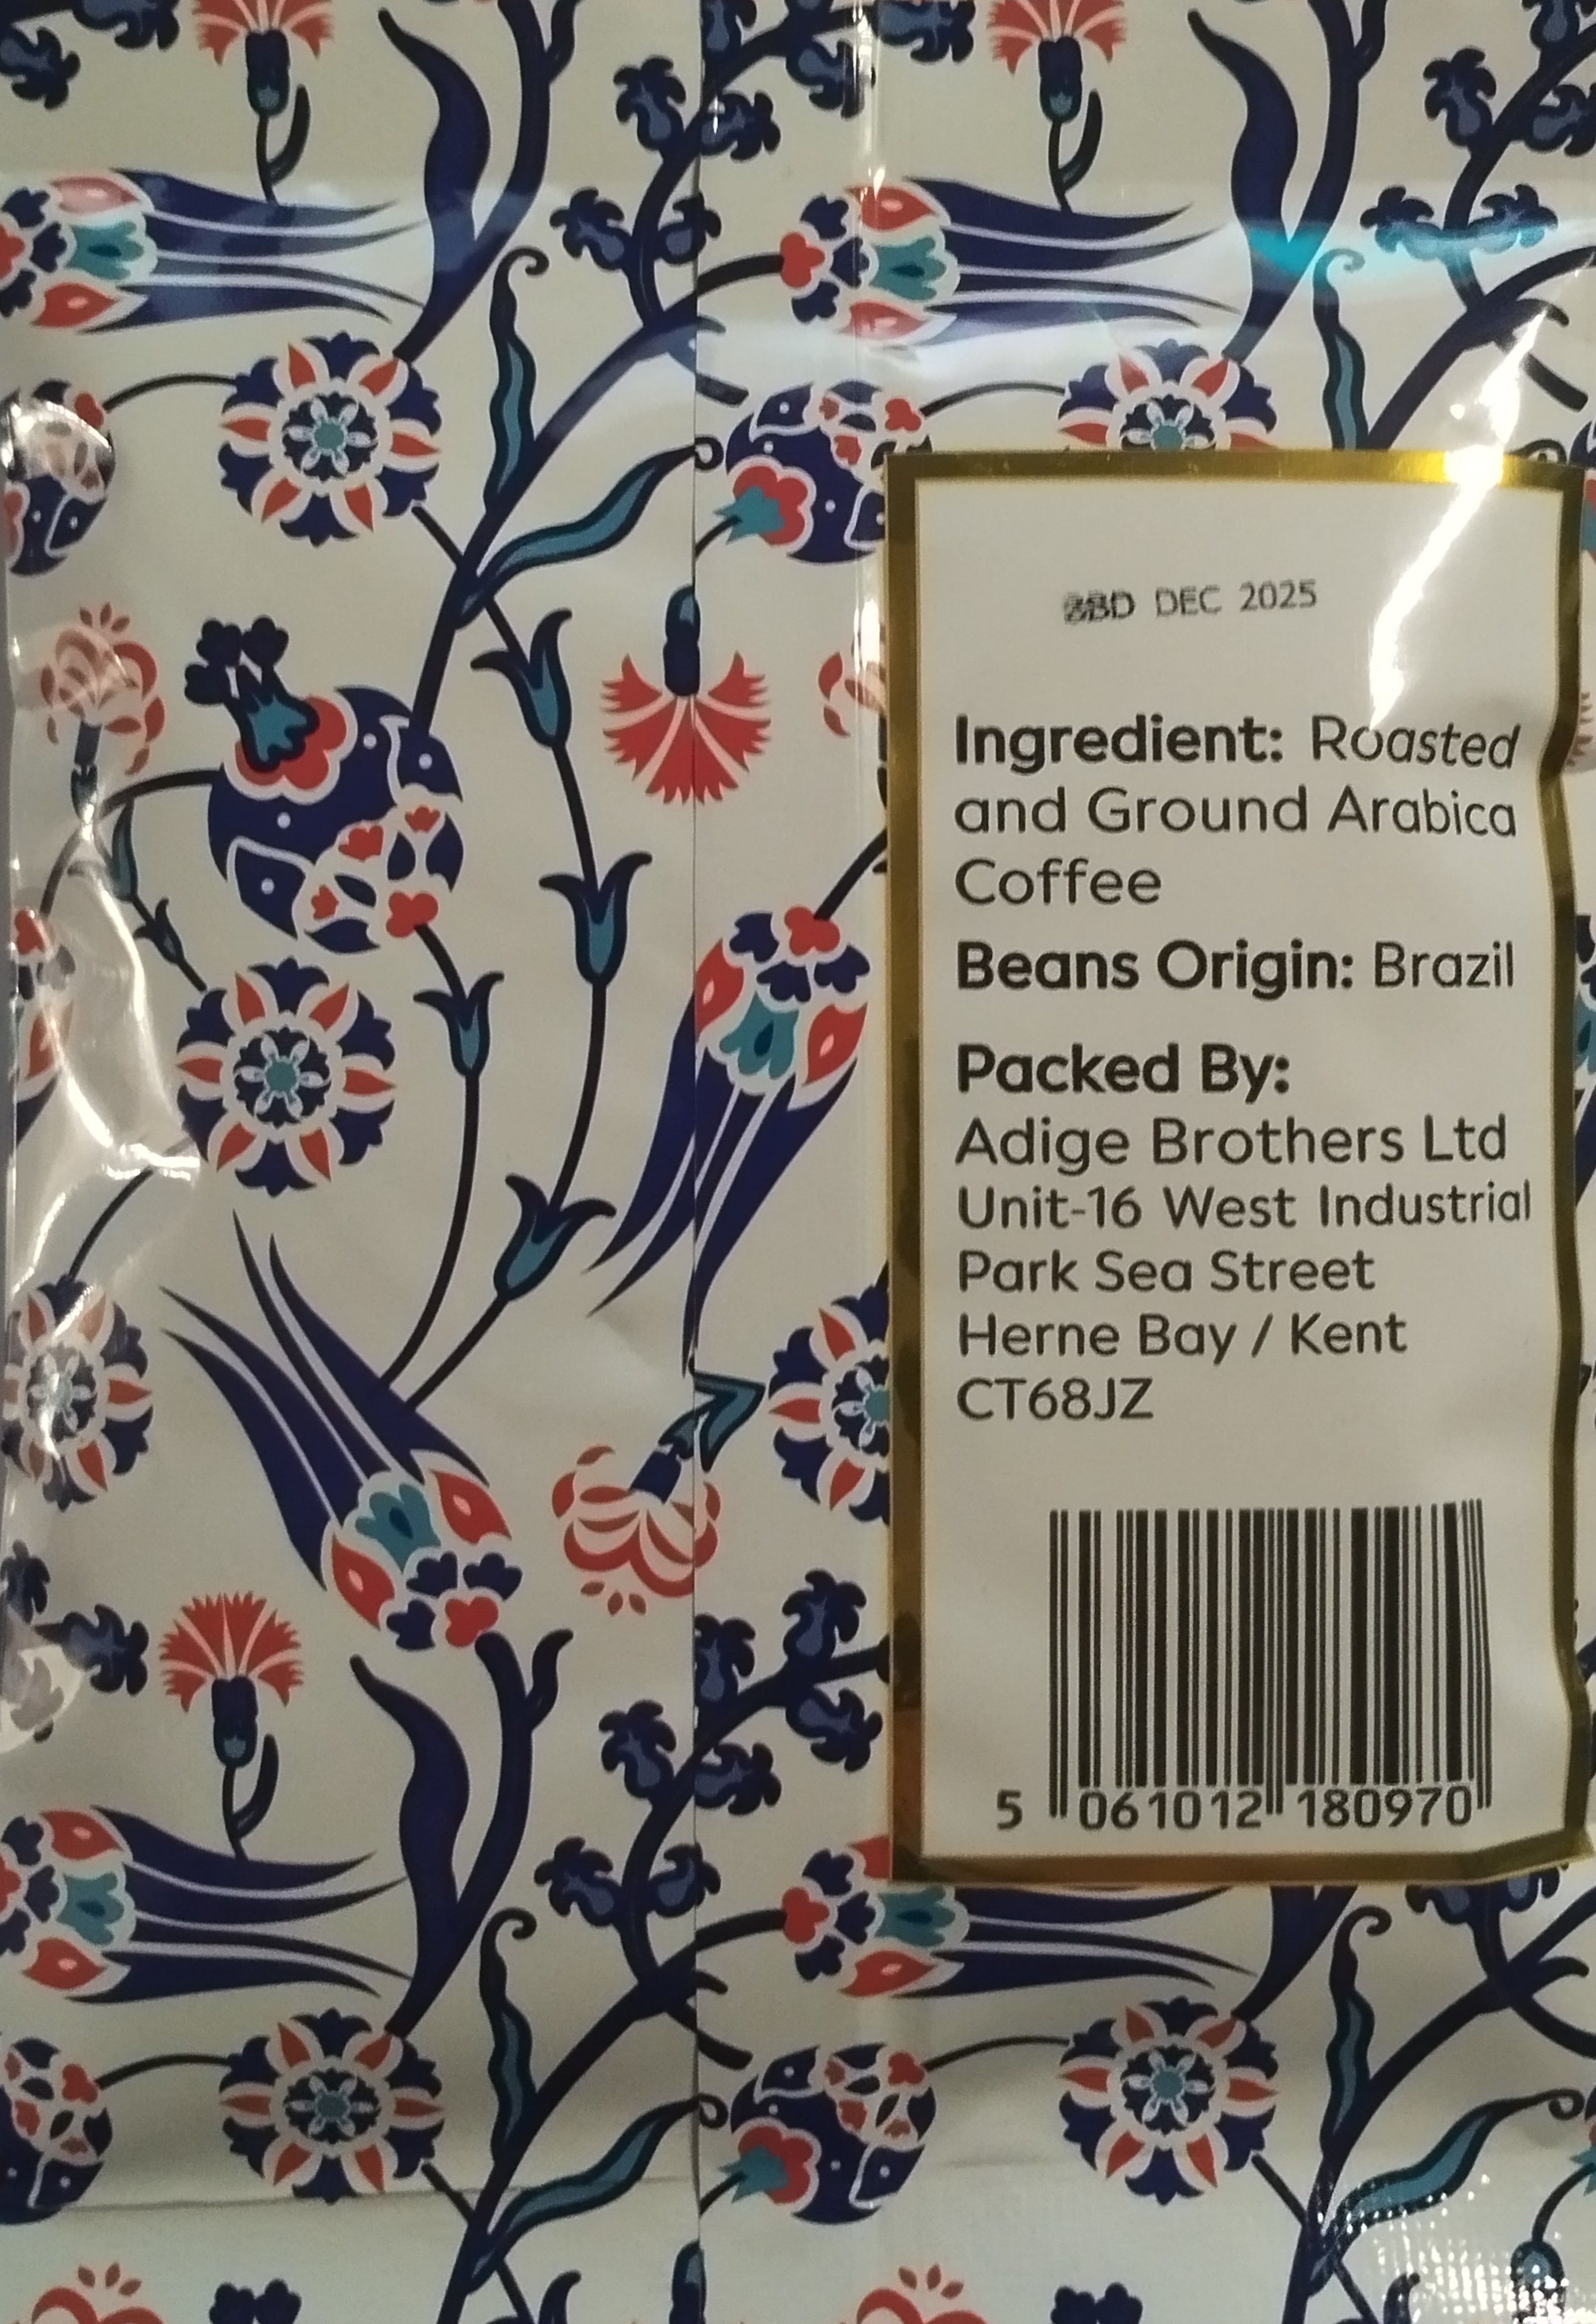 BBD DEC 2025
Ingredient: Roasted
and Ground Arabica
Coffee
Beans Origin: Brazil
Packed By:
Adige Brothers Ltd
Unit-16 West Industrial
Park Sea Street
Herne Bay / Kent
CT68JZ
5 061012 180970